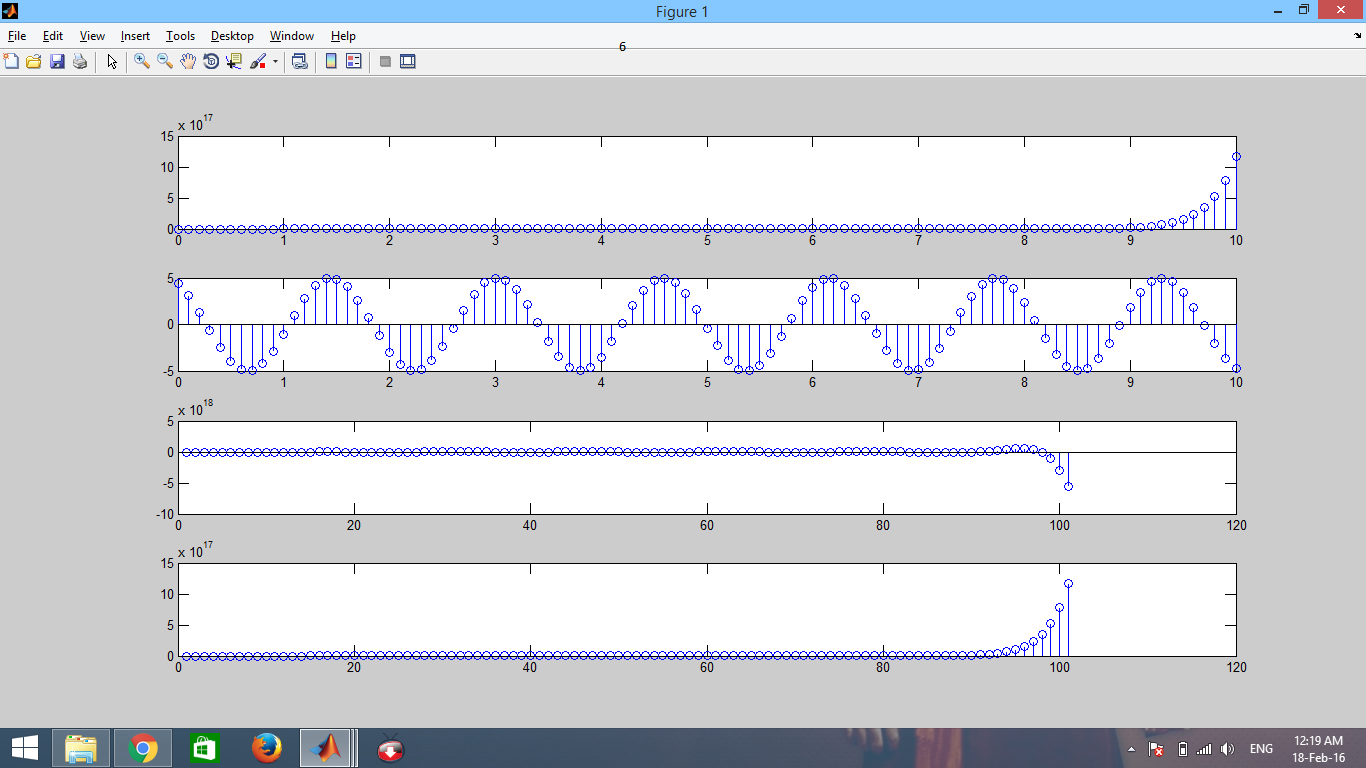 Figure 1
File Edit View Insert Tools Desktop Window Help
6
x 10^17
15
10
5
0
0 1 2 3 4 5 6 7 8 9 10
5
0
-5
0 1 2 3 4 5 6 7 8 9 10
x 10^18
5
0
-5
-10
0 20 40 60 80 100 120
x 10^17
15
10
5
0
0 20 40 60 80 100 120
ENG 12:19 AM
18-Feb-16